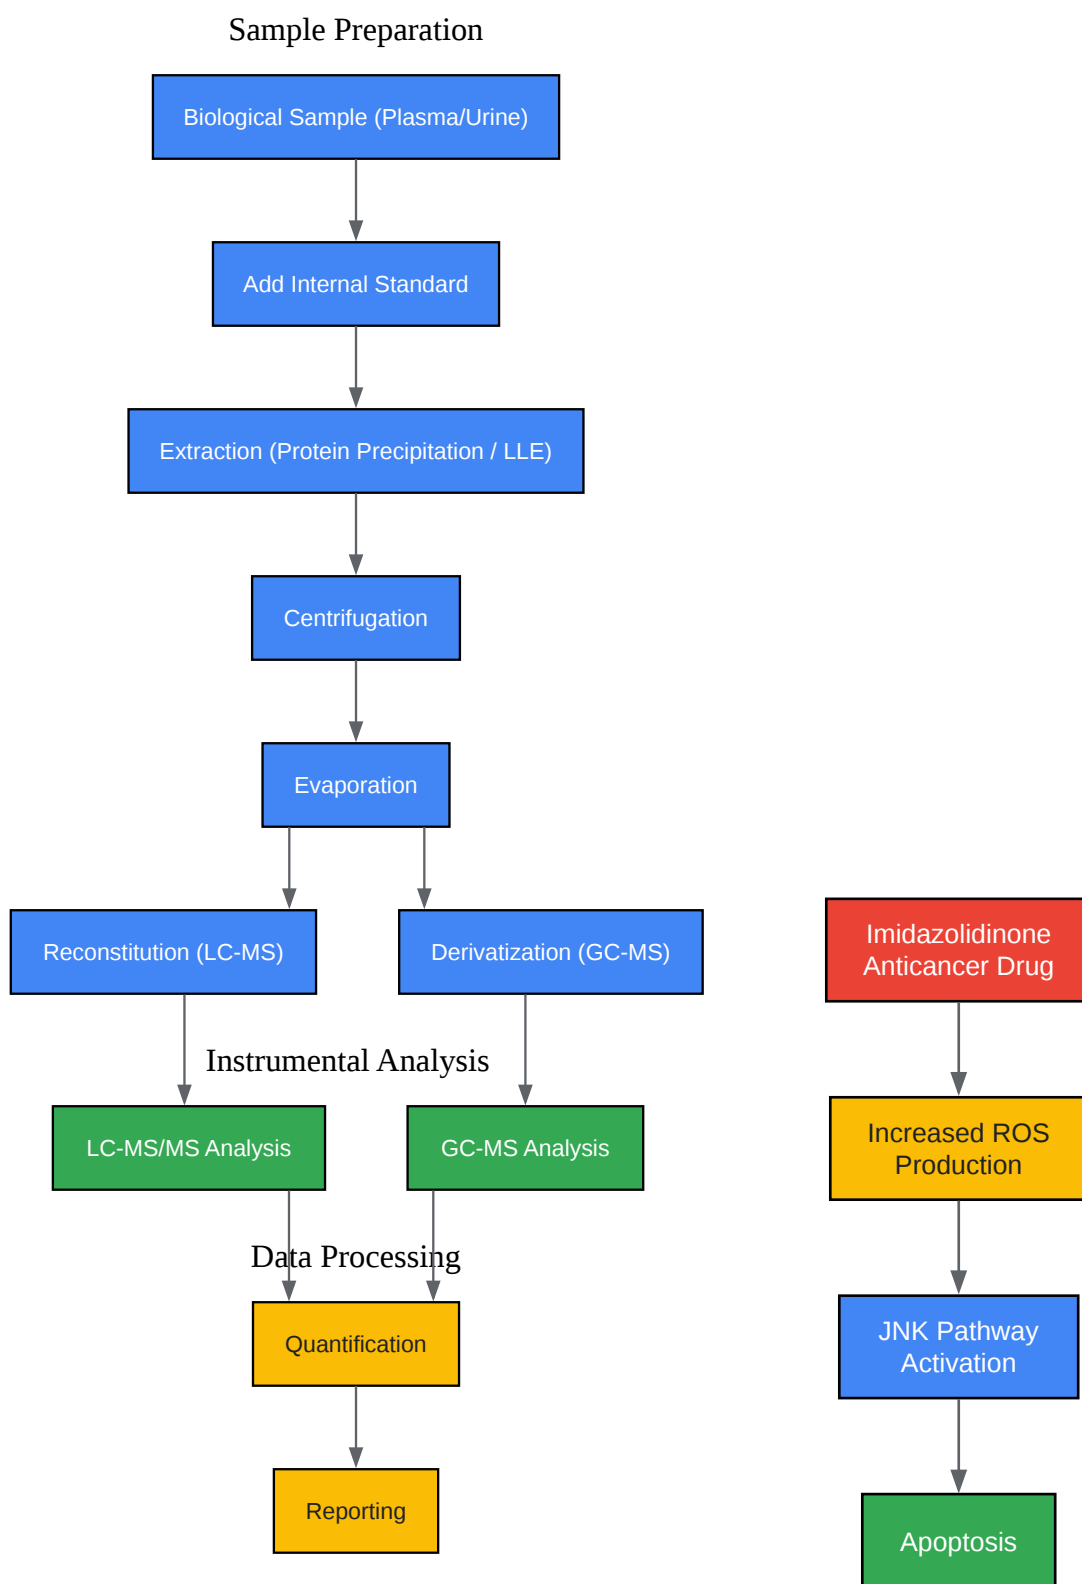 Sample Preparation
Biological Sample (Plasma/Urine)
Add Internal Standard
Extraction (Protein Precipitation / LLE)
Centrifugation
Evaporation
Reconstitution (LC-MS)
Derivatization (GC-MS)
Instrumental Analysis
LC-MS/MS Analysis
GC-MS Analysis
Data Processing
Quantification
Reporting
Imidazolidinone
Anticancer Drug
Increased ROS
Production
JNK Pathway
Activation
Apoptosis